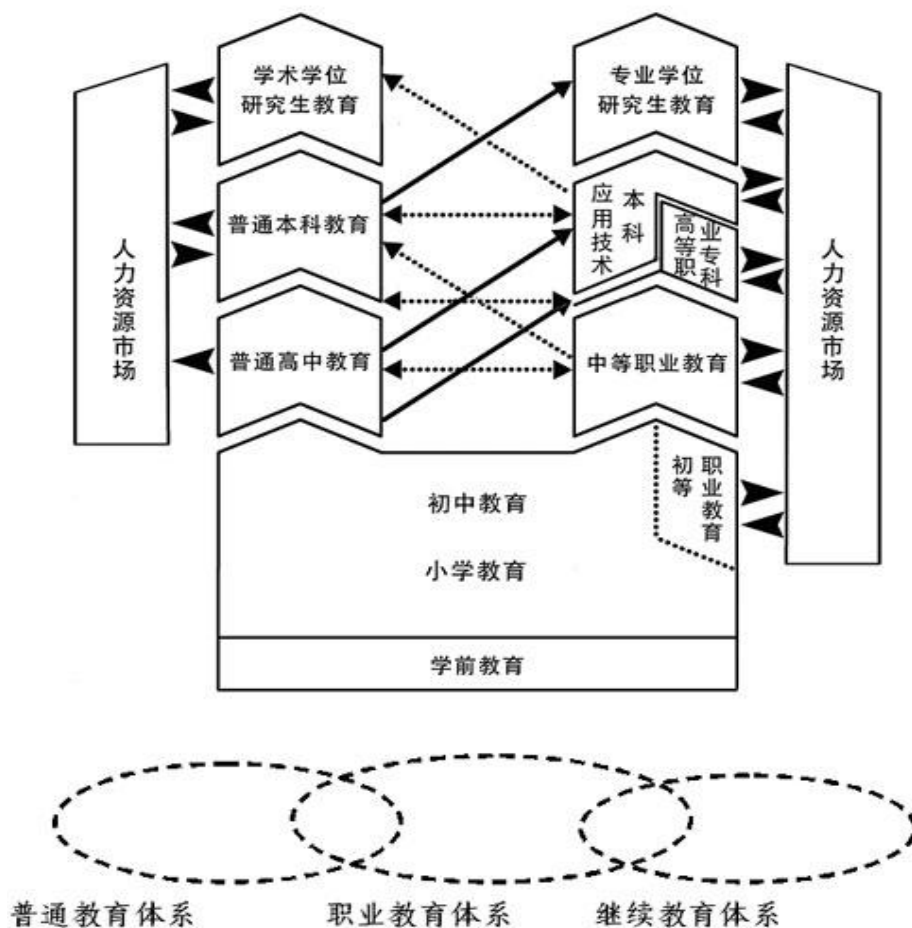 学术学位
研究生教育
专业学位
研究生教育
人力资源市场
普通本科教育
应用技术
本科
高等职
业专科
人力资源市场
普通高中教育
中等职业教育
初等
职业教育
初中教育
小学教育
学前教育
普通教育体系
职业教育体系
继续教育体系